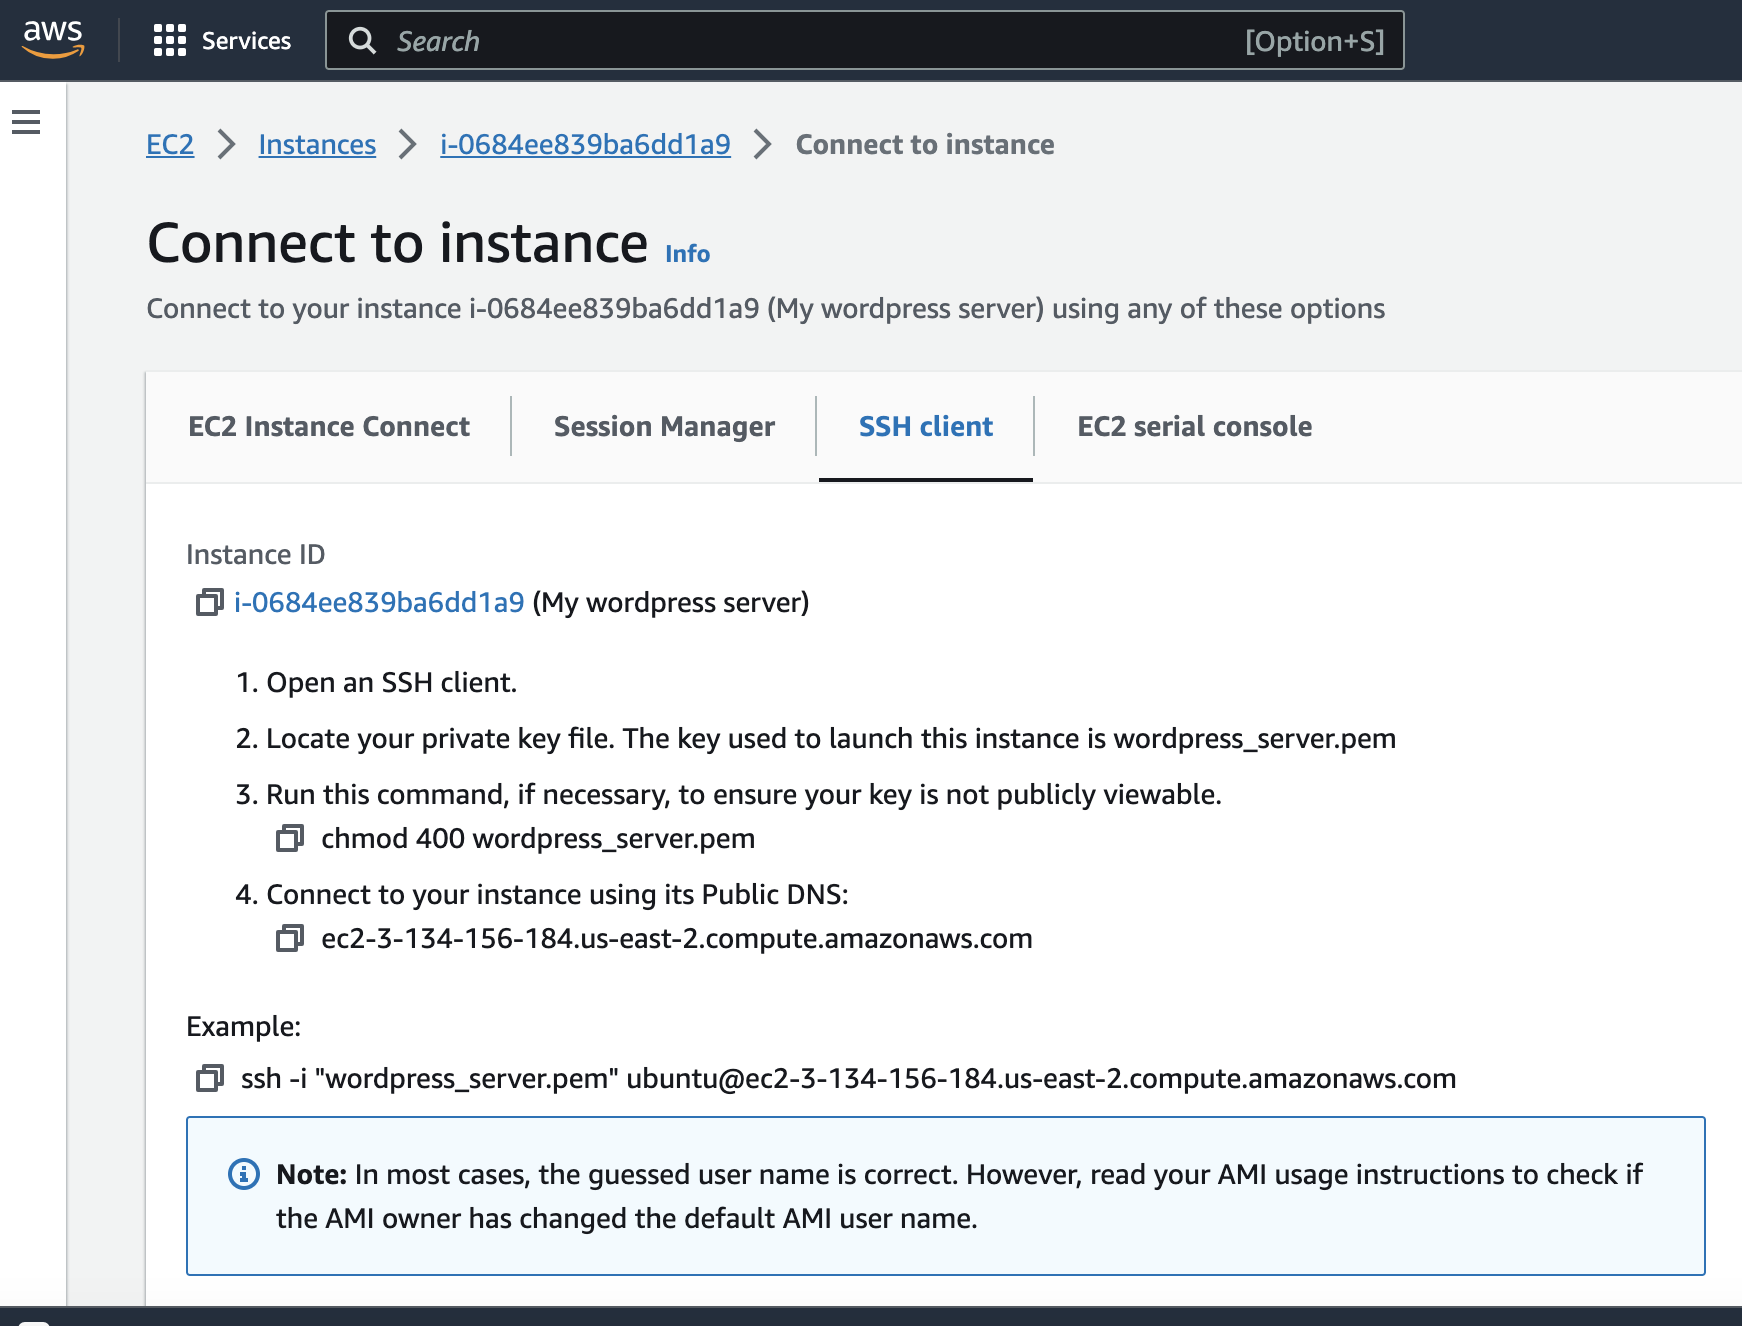 aws
Services
Search
[Option+S]
EC2 > Instances > i-0684ee839ba6dd1a9 > Connect to instance
Connect to instance Info
Connect to your instance i-0684ee839ba6dd1a9 (My wordpress server) using any of these options
EC2 Instance Connect
Session Manager
SSH client
EC2 serial console
Instance ID
i-0684ee839ba6dd1a9 (My wordpress server)
1. Open an SSH client.
2. Locate your private key file. The key used to launch this instance is wordpress_server.pem
3. Run this command, if necessary, to ensure your key is not publicly viewable.
chmod 400 wordpress_server.pem
4. Connect to your instance using its Public DNS:
ec2-3-134-156-184.us-east-2.compute.amazonaws.com
Example:
ssh -i "wordpress_server.pem" ubuntu@ec2-3-134-156-184.us-east-2.compute.amazonaws.com
Note: In most cases, the guessed user name is correct. However, read your AMI usage instructions to check if
the AMI owner has changed the default AMI user name.